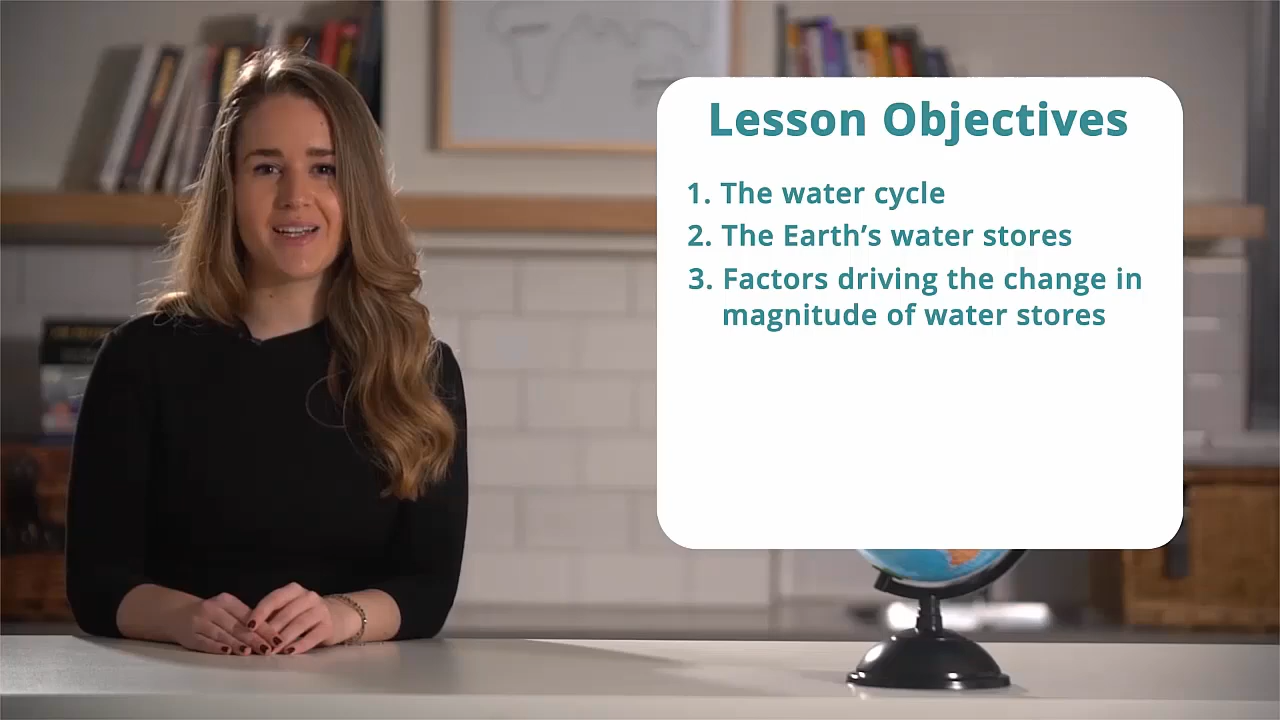 Lesson Objectives
1. The water cycle
2. The Earth’s water stores
3. Factors driving the change in
magnitude of water stores